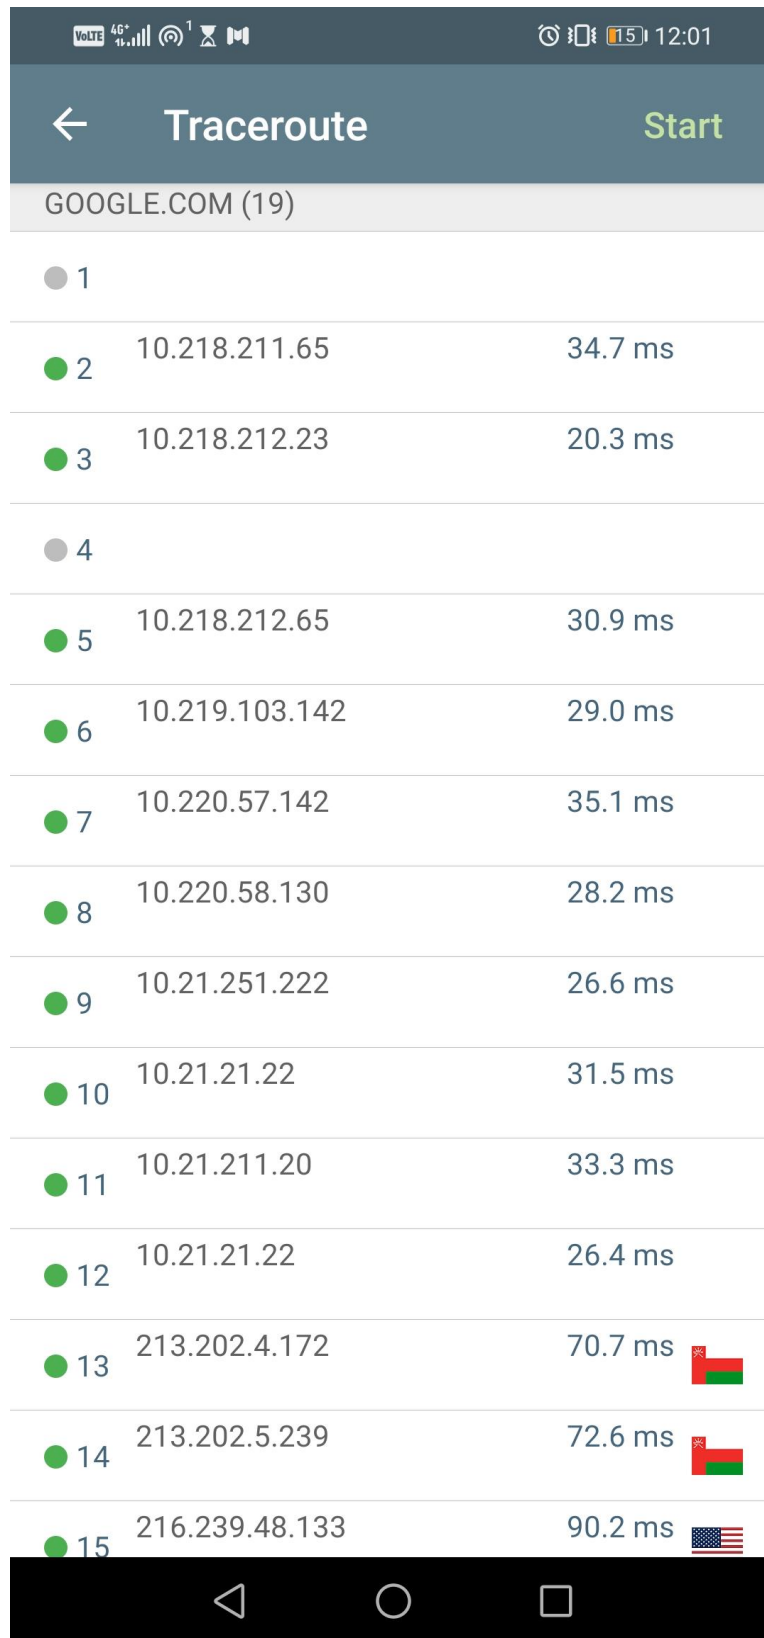 VoLTE 4G+ 1 15 12:01
Traceroute Start
GOOGLE.COM (19)
1
2 10.218.211.65 34.7 ms
3 10.218.212.23 20.3 ms
4
5 10.218.212.65 30.9 ms
6 10.219.103.142 29.0 ms
7 10.220.57.142 35.1 ms
8 10.220.58.130 28.2 ms
9 10.21.251.222 26.6 ms
10 10.21.21.22 31.5 ms
11 10.21.211.20 33.3 ms
12 10.21.21.22 26.4 ms
13 213.202.4.172 70.7 ms
14 213.202.5.239 72.6 ms
15 216.239.48.133 90.2 ms